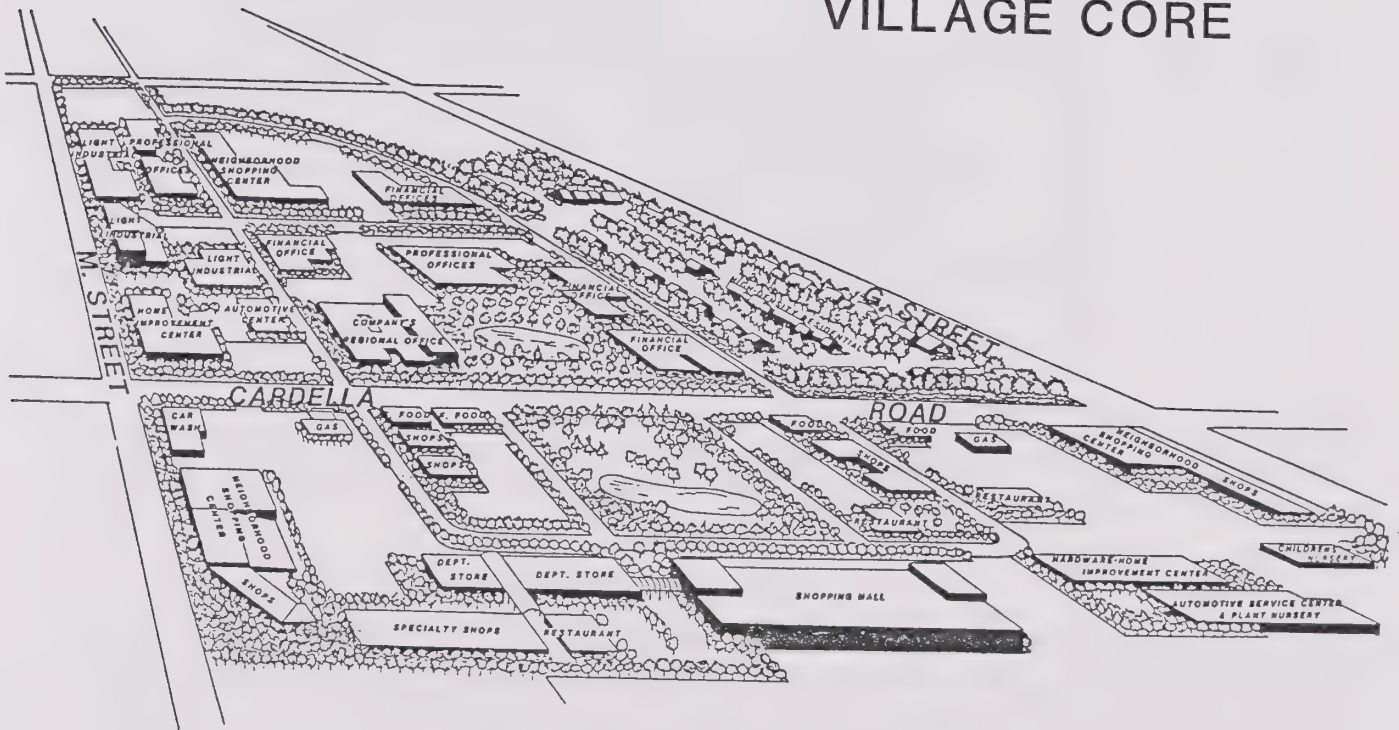 VILLAGE CORE
LIGHT
INDUSTRIAL
PROFESSIONAL
OFFICES
NEIGHBORHOOD
SHOPPING
CENTER
FINANCIAL
OFFICES
LIGHT
INDUSTRIAL
LIGHT
INDUSTRIAL
FINANCIAL
OFFICE
PROFESSIONAL
OFFICES
FINANCIAL
OFFICE
M. STREET
G STREET
HOME
IMPROVEMENT
CENTER
AUTOMOTIVE
CENTER
COMPANY'S
REGIONAL OFFICE
FINANCIAL
OFFICE
RESIDENTIAL
CARDELLA
ROAD
CAR
WASH
GAS
F. FOOD
F. FOOD
SHOPS
SHOPS
FOOD
SHOPS
RESTAURANT
F. FOOD
GAS
RESTAURANT
NEIGHBORHOOD
SHOPPING
CENTER
SHOPS
NEIGHBORHOOD
SHOPPING
CENTER
SHOPS
DEPT.
STORE
DEPT. STORE
SPECIALTY SHOPS
RESTAURANT
SHOPPING MALL
HARDWARE-HOME
IMPROVEMENT CENTER
CHILDRENS
NURSERY
AUTOMOTIVE SERVICE CENTER
& PLANT NURSERY